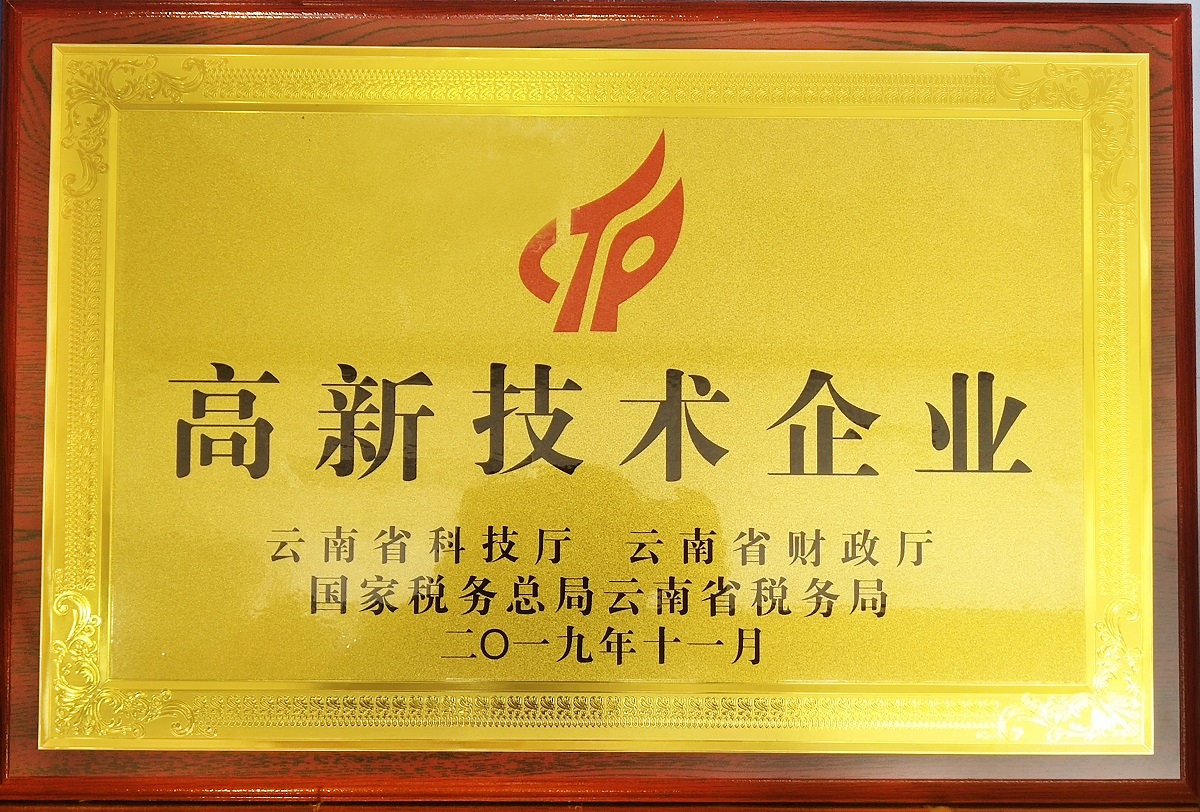 高新技术企业
云南省科技厅 云南省财政厅
国家税务总局云南省税务局
二〇一九年十一月